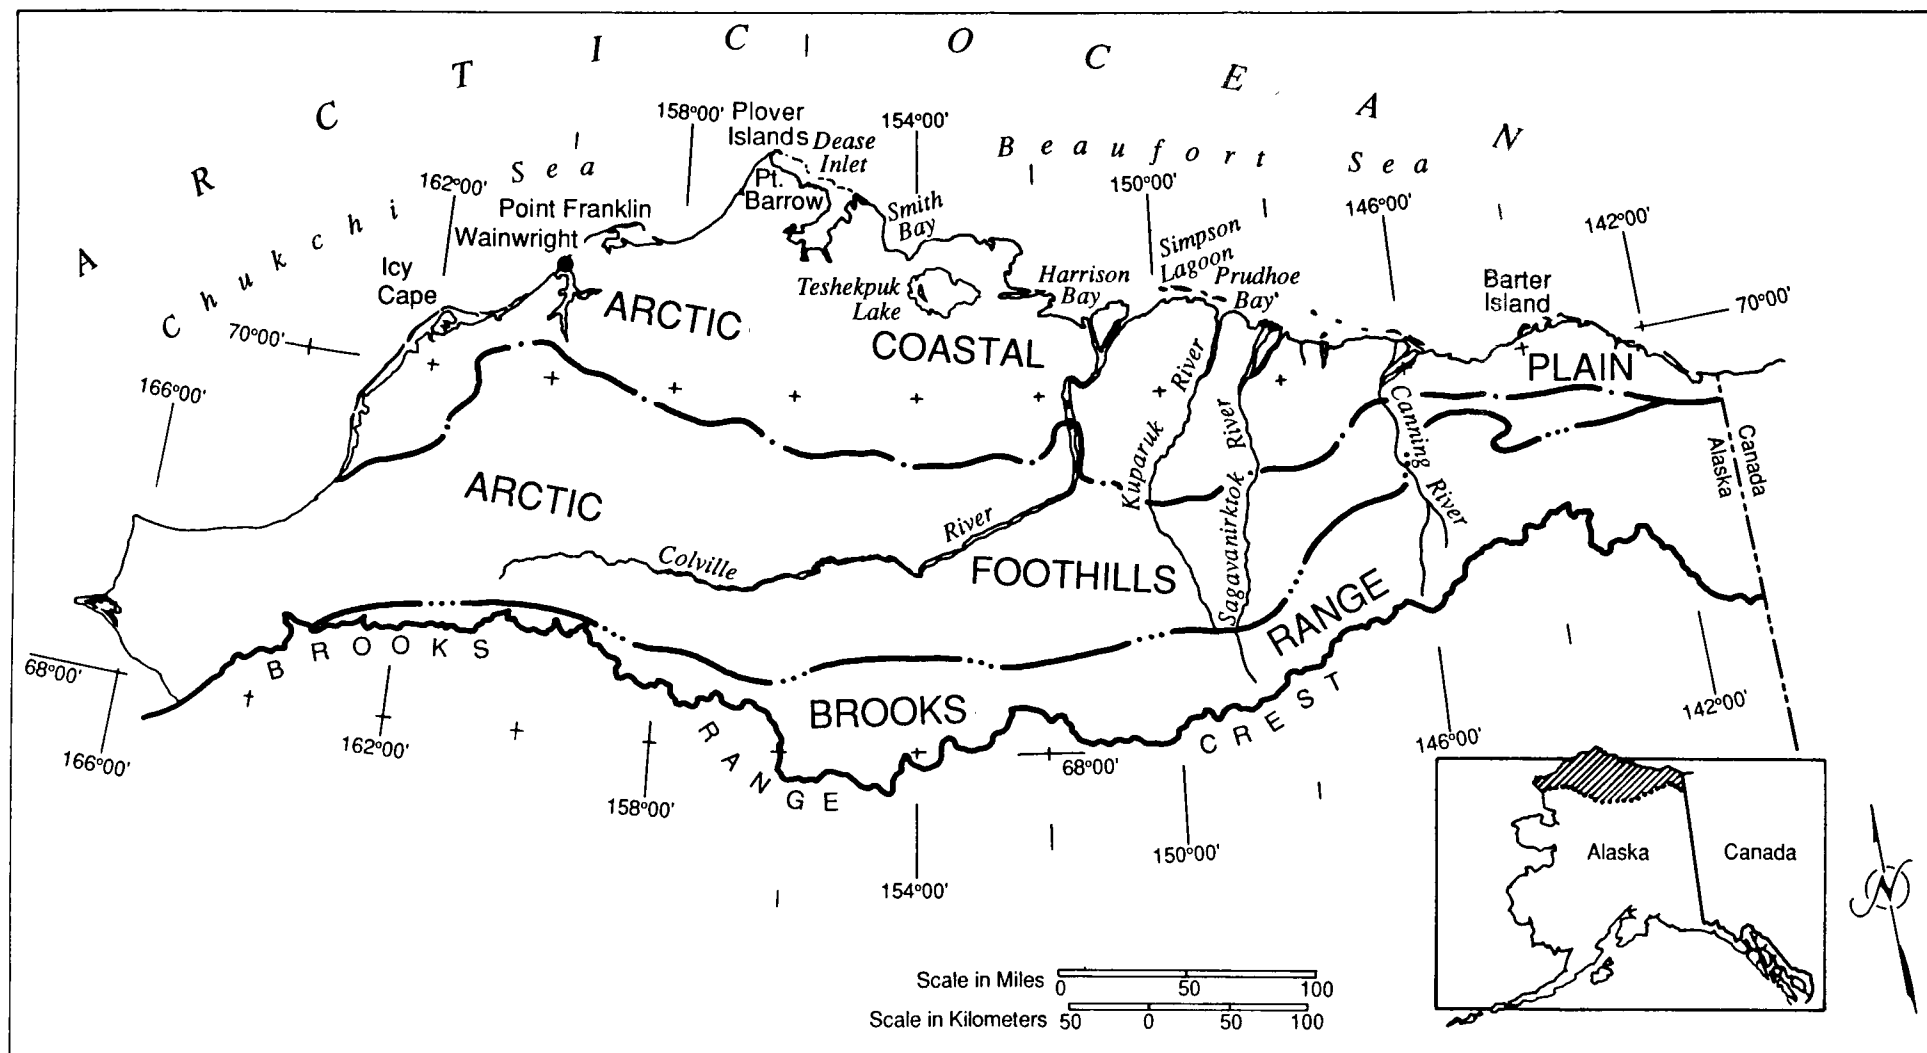 ARCTIC OCEAN
Chukchi Sea
Beaufort Sea
158°00'
Plover
Islands
Dease
Inlet
154°00'
162°00'
Point Franklin
Wainwright
Pt.
Barrow
Smith
Bay
150°00'
146°00'
142°00'
Icy
Cape
Teshekpuk
Lake
Harrison
Bay
Simpson
Lagoon
Prudhoe
Bay
Barter
Island
70°00'
70°00'
166°00'
ARCTIC
COASTAL
PLAIN
Kuparuk River
Sagavanirktok River
Canning River
Canada
Alaska
ARCTIC
FOOTHILLS
Colville River
BROOKS
RANGE
68°00'
BROOKS RANGE CREST
166°00'
162°00'
158°00'
154°00'
68°00'
150°00'
146°00'
142°00'
Alaska
Canada
N
Scale in Miles
0 50 100
Scale in Kilometers
50 0 50 100